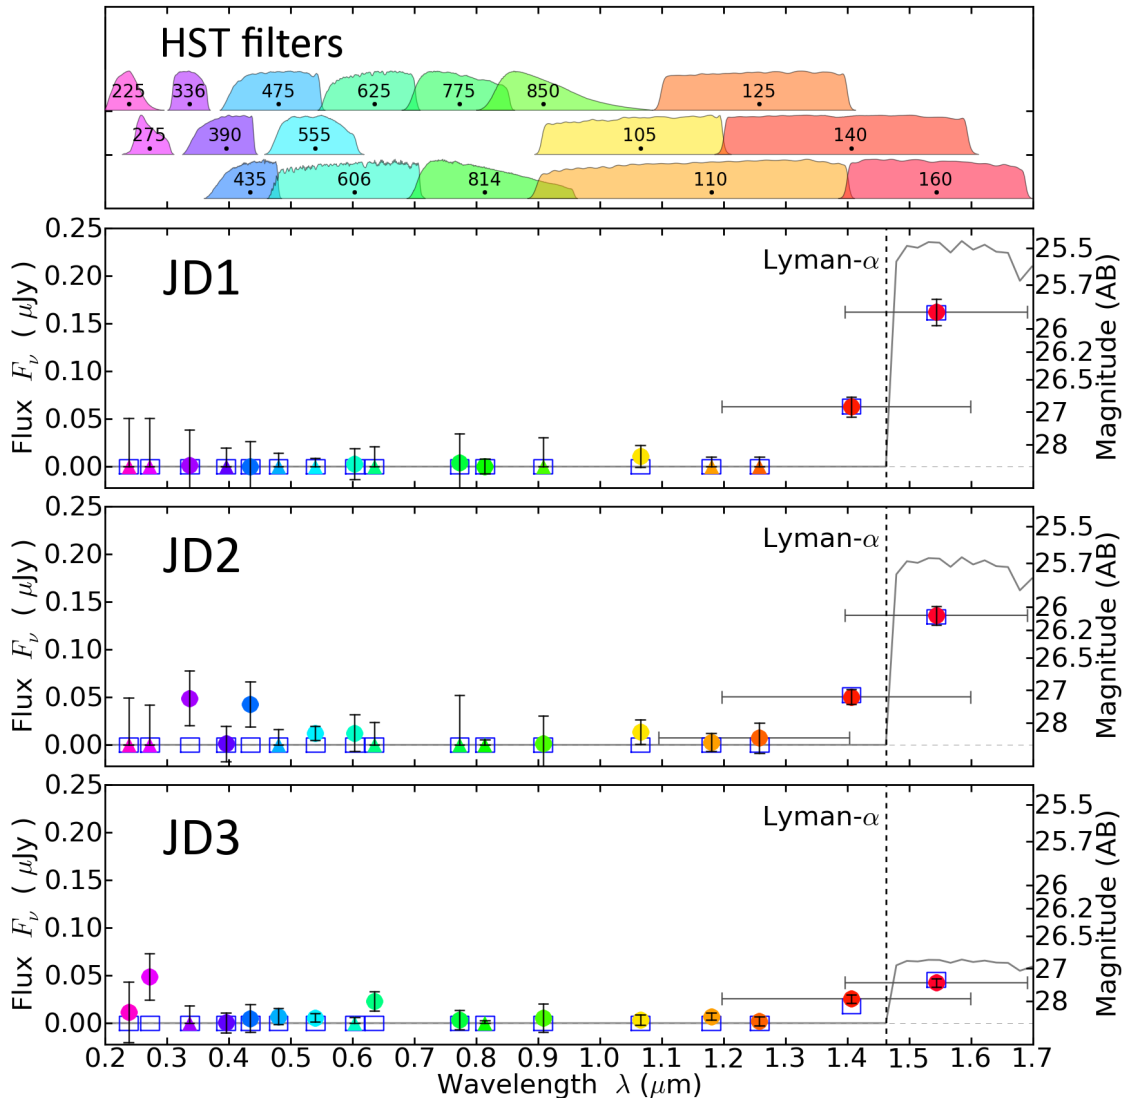 HST filters
225 336 475 625 775 850 125
275 390 555 105 140
435 606 814 110 160
JD1
Lyman-α
0.25
0.20
0.15
0.10
0.05
0.00
Flux Fν ( μJy )
25.5
25.7
26
26.2
26.5
27
28
Magnitude (AB)
JD2
Lyman-α
0.25
0.20
0.15
0.10
0.05
0.00
Flux Fν ( μJy )
25.5
25.7
26
26.2
26.5
27
28
Magnitude (AB)
JD3
Lyman-α
0.25
0.20
0.15
0.10
0.05
0.00
Flux Fν ( μJy )
25.5
25.7
26
26.2
26.5
27
28
Magnitude (AB)
0.2 0.3 0.4 0.5 0.6 0.7 0.8 0.9 1.0 1.1 1.2 1.3 1.4 1.5 1.6 1.7
Wavelength λ (μm)